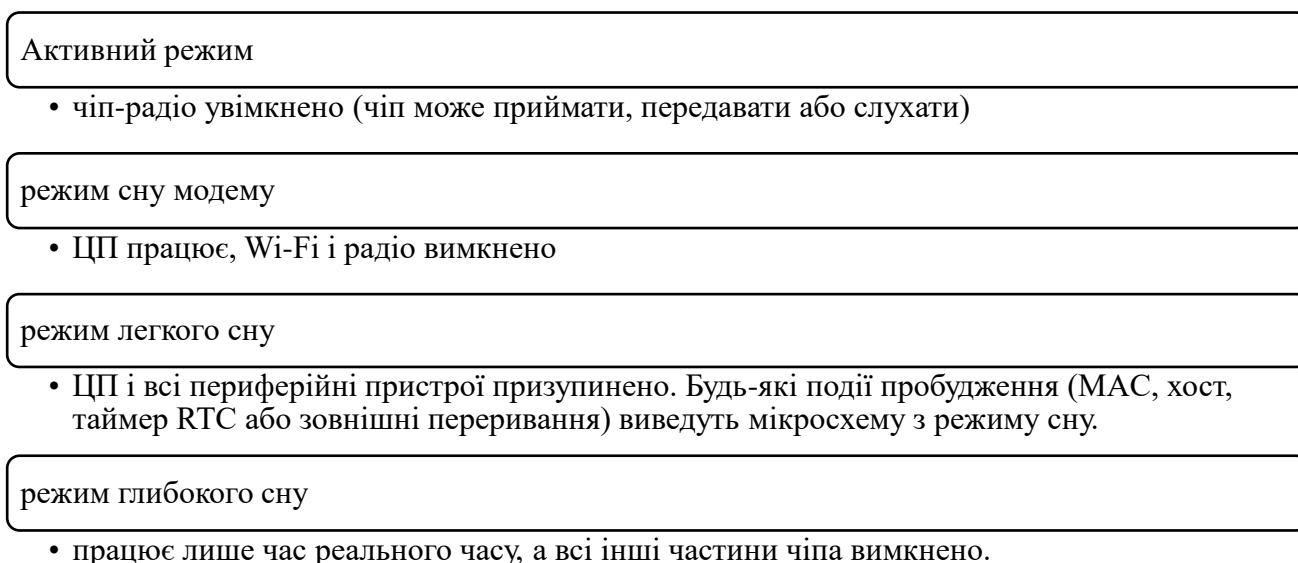 Активний режим
• чіп-радіо увімкнено (чіп може приймати, передавати або слухати)
режим сну модему
• ЦП працює, Wi-Fi і радіо вимкнено
режим легкого сну
• ЦП і всі периферійні пристрої призупинено. Будь-які події пробудження (MAC, хост,
таймер RTC або зовнішні переривання) виведуть мікросхему з режиму сну.
режим глибокого сну
• працює лише час реального часу, а всі інші частини чіпа вимкнено.